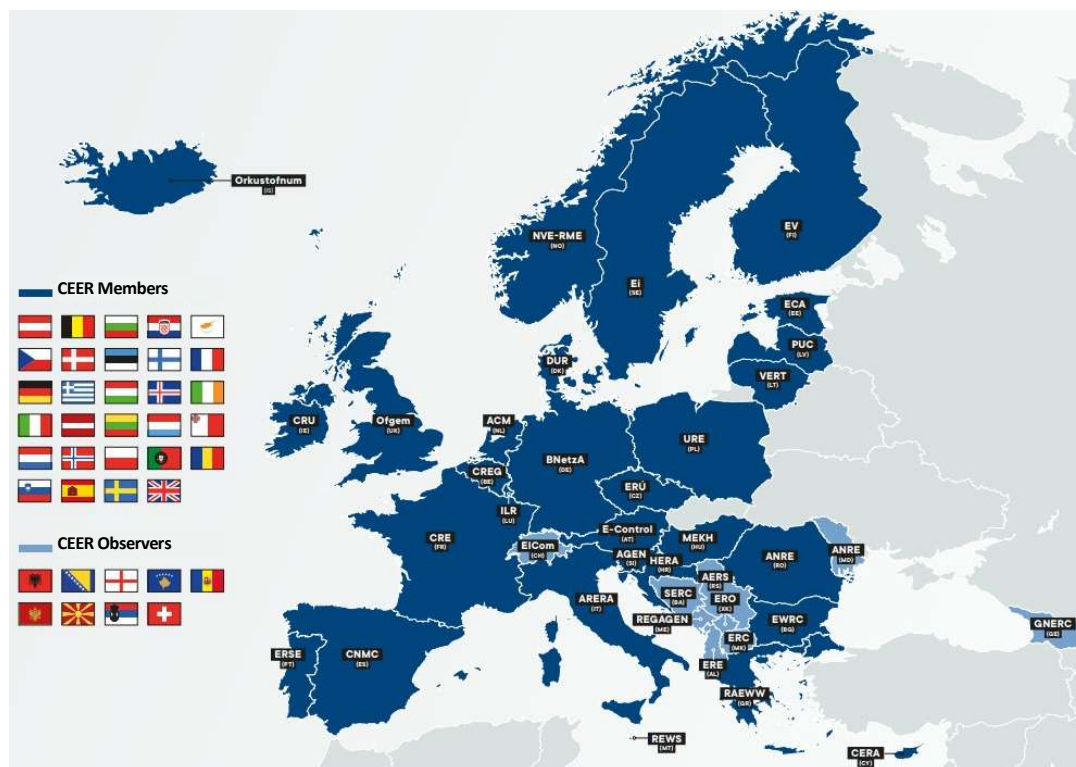 Orkustofnum
(IS)
NVE-RME
(NO)
EV
(FI)
Ei
(SE)
CEER Members
ECA
(EE)
PUC
(LV)
DUR
(DK)
VERT
(LT)
CRU
(IE)
Ofgem
(UK)
ACM
(NL)
URE
(PL)
BNetzA
(DE)
CREG
(BE)
ERÚ
(CZ)
ILR
(LU)
E-Control
(AT)
CRE
(FR)
MEKH
(HU)
CEER Observers
ElCom
(CH)
AGEN
(SI)
HERA
(HR)
ANRE
(RO)
ANRE
(MD)
AERS
(RS)
SERC
(BA)
ERO
(XK)
ARERA
(IT)
REGAGEN
(ME)
EWRC
(BG)
GNERC
(GE)
ERC
(MK)
ERSE
(PT)
CNMC
(ES)
ERE
(AL)
RAEWW
(GR)
REWS
(MT)
CERA
(CY)